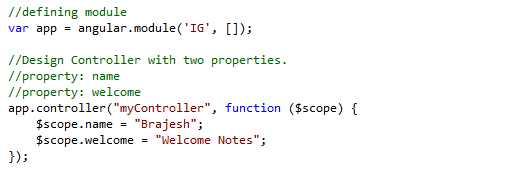 //defining module
var app = angular.module('IG', []);
//Design Controller with two properties.
//property: name
//property: welcome
app.controller("myController", function ($scope) {
    $scope.name = "Brajesh";
    $scope.welcome = "Welcome Notes";
});